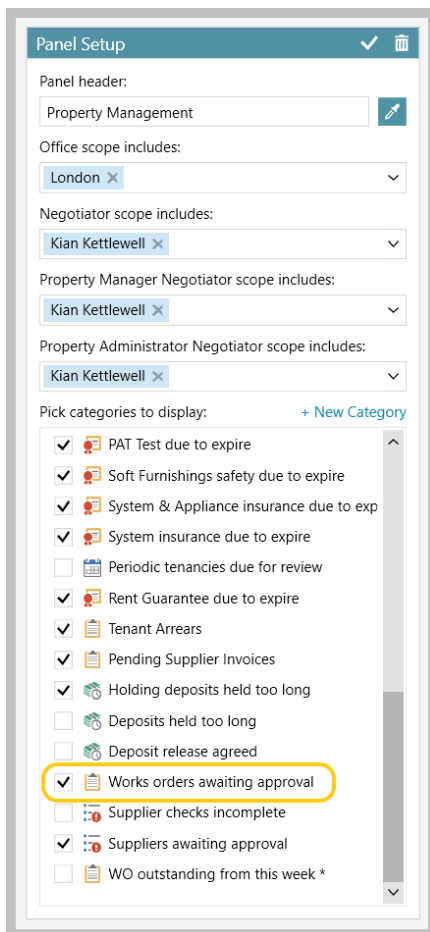 Panel Setup
Panel header:
Property Management
Office scope includes:
London
Negotiator scope includes:
Kian Kettlewell
Property Manager Negotiator scope includes:
Kian Kettlewell
Property Administrator Negotiator scope includes:
Kian Kettlewell
Pick categories to display: + New Category
PAT Test due to expire
Soft Furnishings safety due to expire
System & Appliance insurance due to exp
System insurance due to expire
Periodic tenancies due for review
Rent Guarantee due to expire
Tenant Arrears
Pending Supplier Invoices
Holding deposits held too long
Deposits held too long
Deposit release agreed
Works orders awaiting approval
Supplier checks incomplete
Suppliers awaiting approval
WO outstanding from this week *